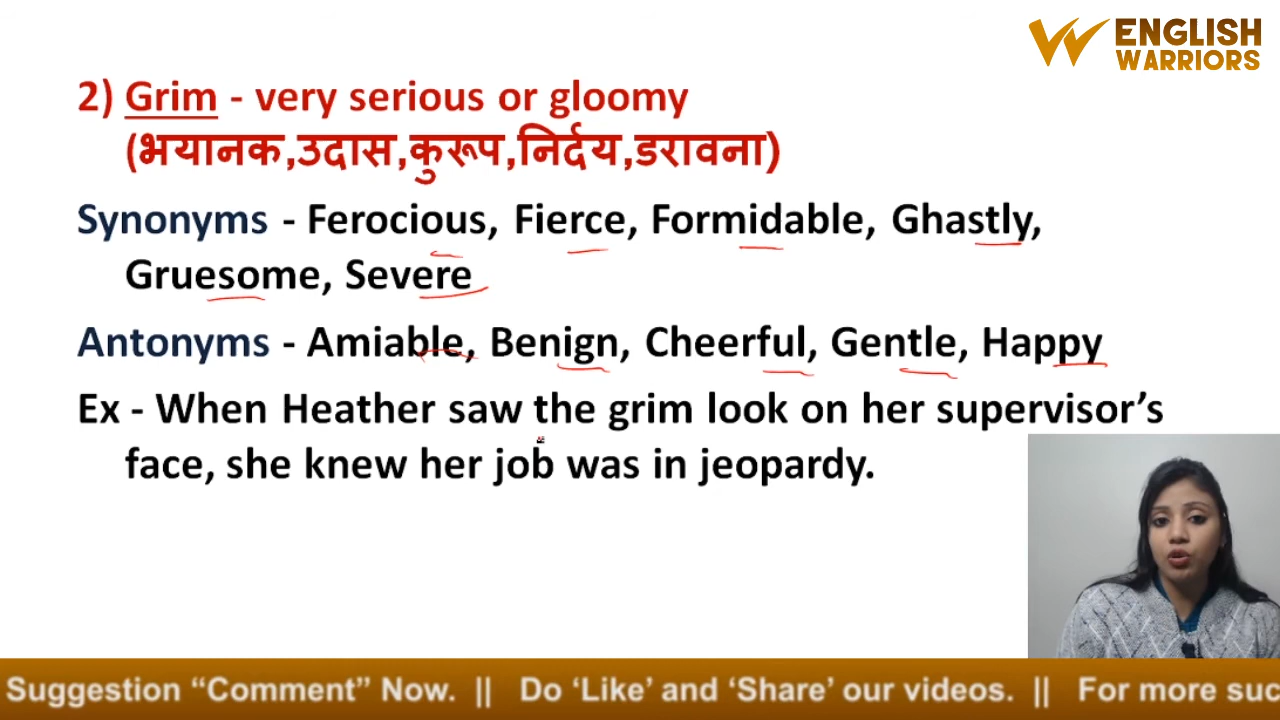 ENGLISH
WARRIORS
2) Grim - very serious or gloomy
(भयानक,उदास,कुरूप,निर्दय,डरावना)
Synonyms - Ferocious, Fierce, Formidable, Ghastly,
Gruesome, Severe
Antonyms - Amiable, Benign, Cheerful, Gentle, Happy
Ex - When Heather saw the grim look on her supervisor’s
face, she knew her job was in jeopardy.
Suggestion “Comment” Now. || Do ‘Like’ and ‘Share’ our videos. || For more suc